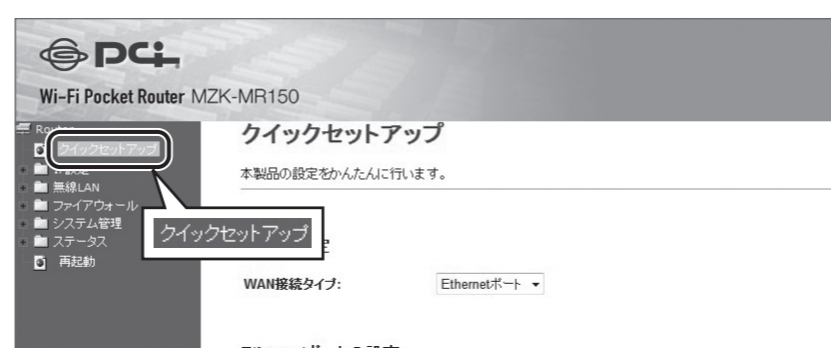 PCi
Wi-Fi Pocket Router MZK-MR150
Router
クイックセットアップ
無線LAN
ファイアウォール
システム管理
ステータス
再起動
クイックセットアップ
クイックセットアップ
本製品の設定をかんたんに行います。
WAN接続タイプ:
Ethernetポート